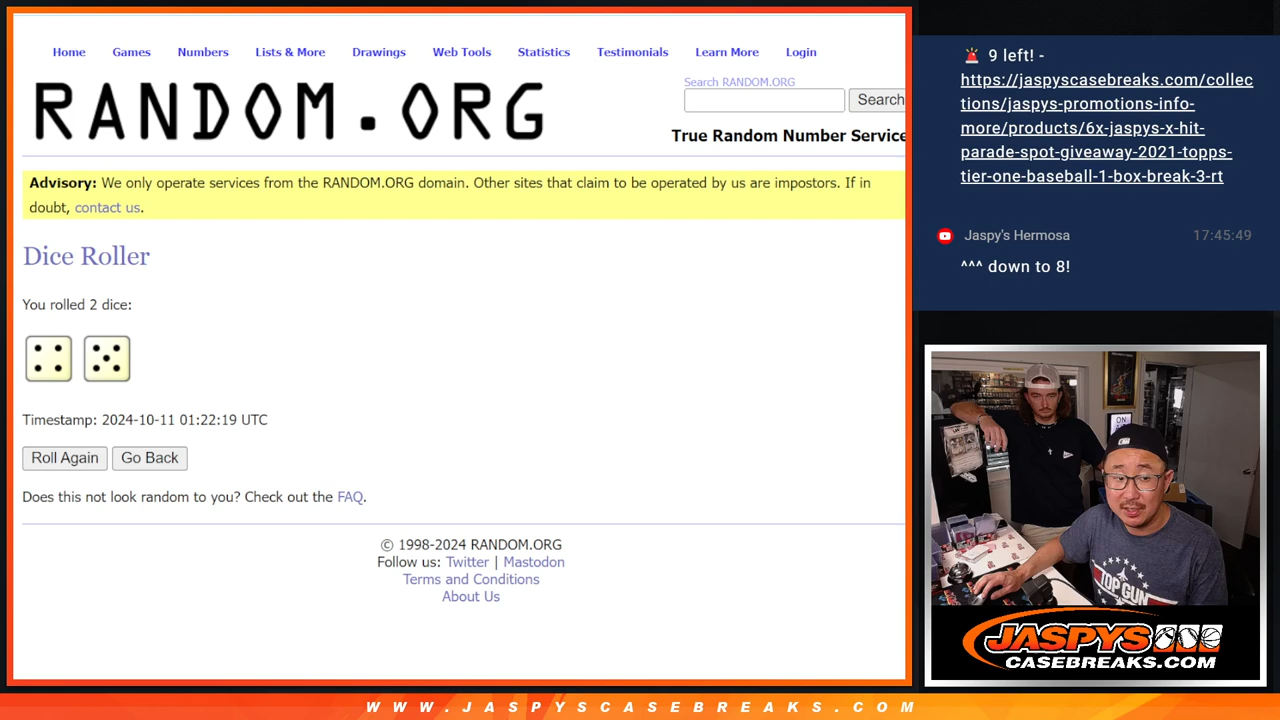 Home Games Numbers Lists & More Drawings Web Tools Statistics Testimonials Learn More Login
RANDOM.ORG
Search RANDOM.ORG
Search
True Random Number Service
Advisory: We only operate services from the RANDOM.ORG domain. Other sites that claim to be operated by us are impostors. If in
doubt, contact us.
Dice Roller
You rolled 2 dice:
Timestamp: 2024-10-11 01:22:19 UTC
Roll Again Go Back
Does this not look random to you? Check out the FAQ.
© 1998-2024 RANDOM.ORG
Follow us: Twitter | Mastodon
Terms and Conditions
About Us
🚨 9 left! -
https://jaspyscasebreaks.com/collec
tions/jaspys-promotions-info-
more/products/6x-jaspys-x-hit-
parade-spot-giveaway-2021-topps-
tier-one-baseball-1-box-break-3-rt
Jaspy's Hermosa 17:45:49
^^^ down to 8!
TOP GUN
JASPYS
CASEBREAKS.COM
WWW.JASPYSCASEBREAKS.COM